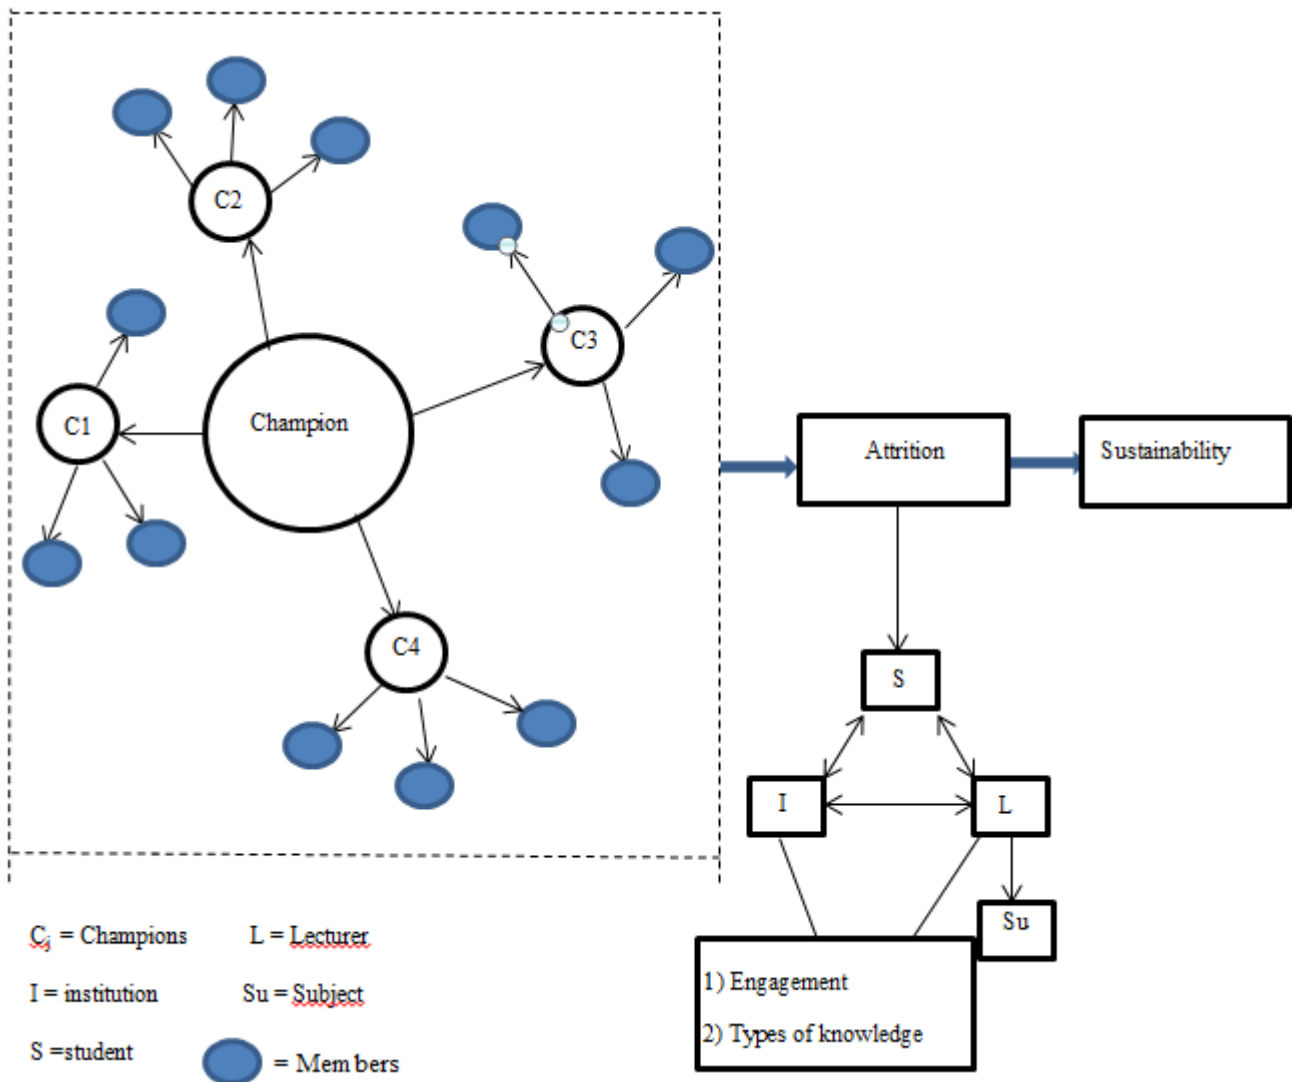 C2
C3
C1
Champion
C4
Attrition
Sustainability
S
I
L
Su
1) Engagement
2) Types of knowledge
Cj = Champions
L = Lecturer
I = institution
Su = Subject
S =student
= Members